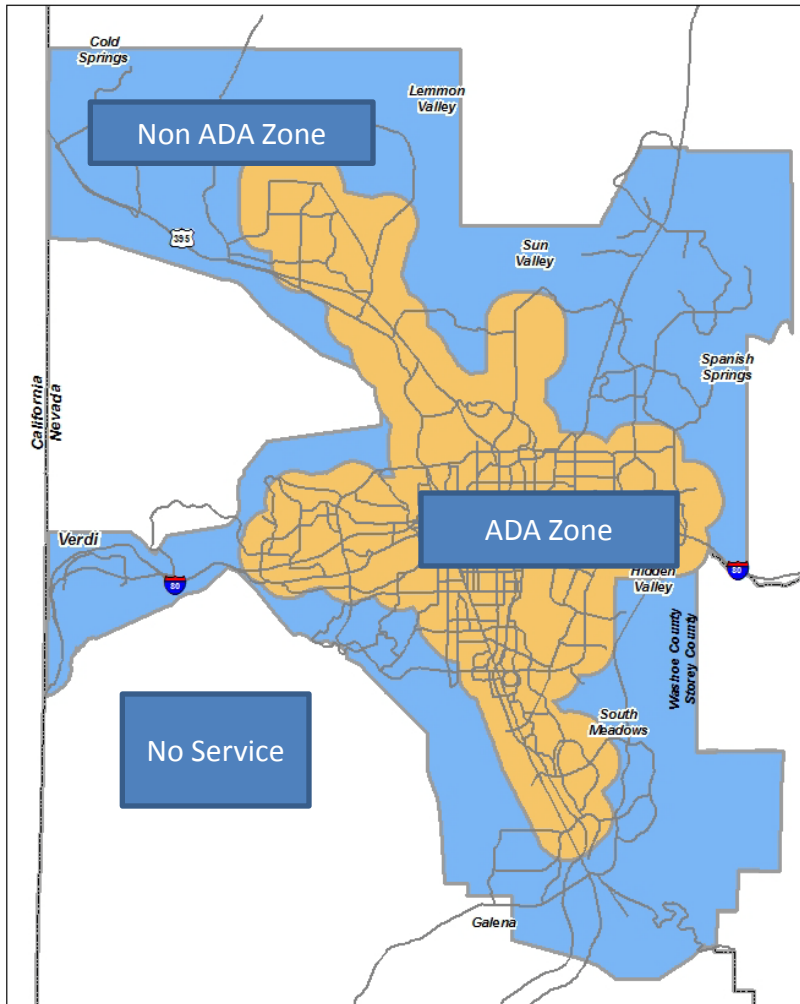 Cold
Springs
Lemmon
Valley
Non ADA Zone
395
Sun
Valley
Spanish
Springs
California
Nevada
ADA Zone
Verdi
80
80
Hidden
Valley
Washoe County
Storey County
No Service
South
Meadows
Galena